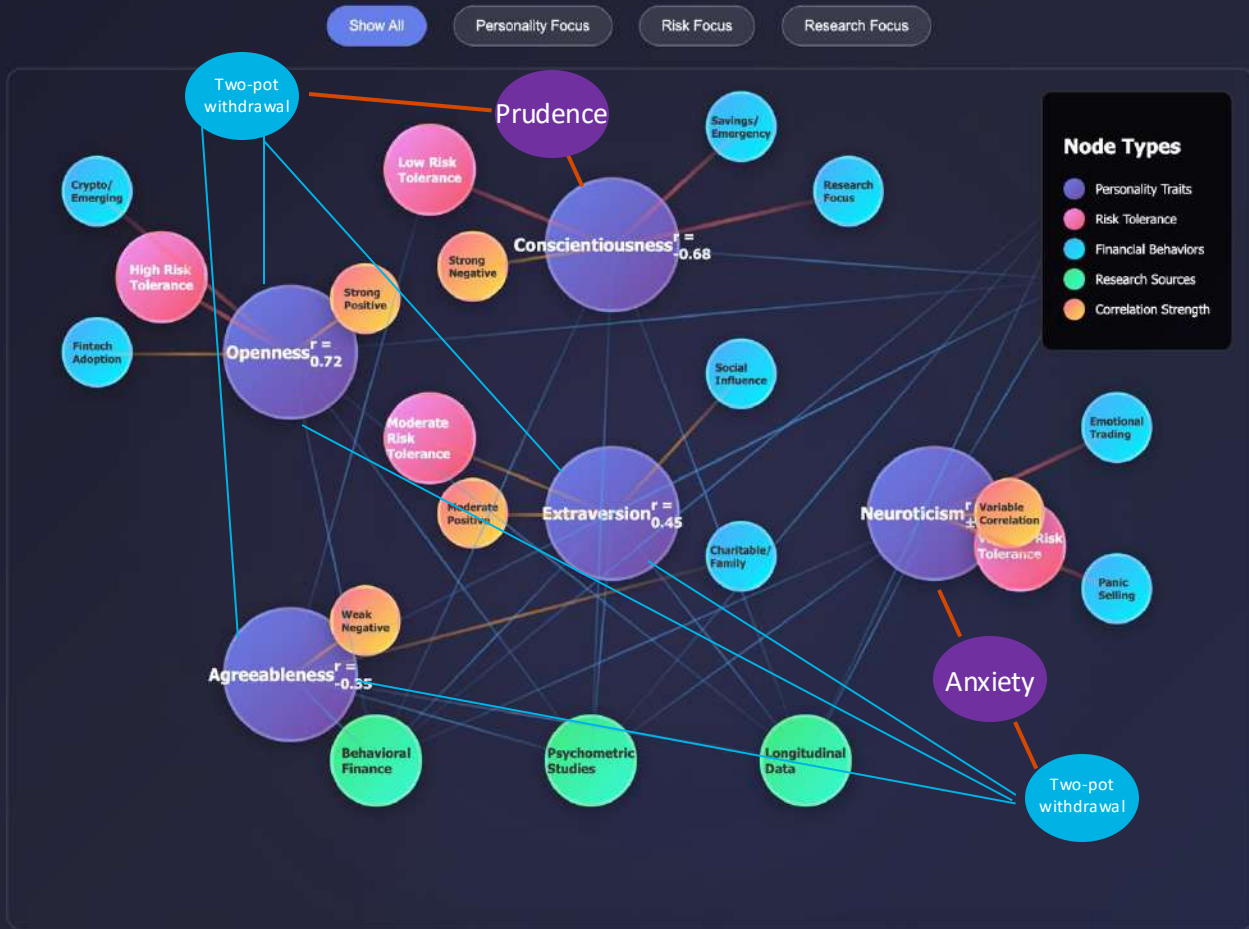 Show All
Personality Focus
Risk Focus
Research Focus
Two-pot
withdrawal
Prudence
Savings/
Emergency
Low Risk
Tolerance
Node Types
Personality Traits
Risk Tolerance
Financial Behaviors
Research Sources
Correlation Strength
Crypto/
Emerging
Research
Focus
Conscientiousness
r =
-0.68
Strong
Negative
High Risk
Tolerance
Strong
Positive
Fintech
Adoption
Openness
r =
0.72
Social
Influence
Moderate
Risk
Tolerance
Emotional
Trading
Moderate
Positive
Extraversion
r =
0.45
Neuroticism
r
±
Variable
Correlation
Risk
Tolerance
Charitable/
Family
Panic
Selling
Weak
Negative
Agreeableness
r =
-0.35
Anxiety
Behavioral
Finance
Psychometric
Studies
Longitudinal
Data
Two-pot
withdrawal